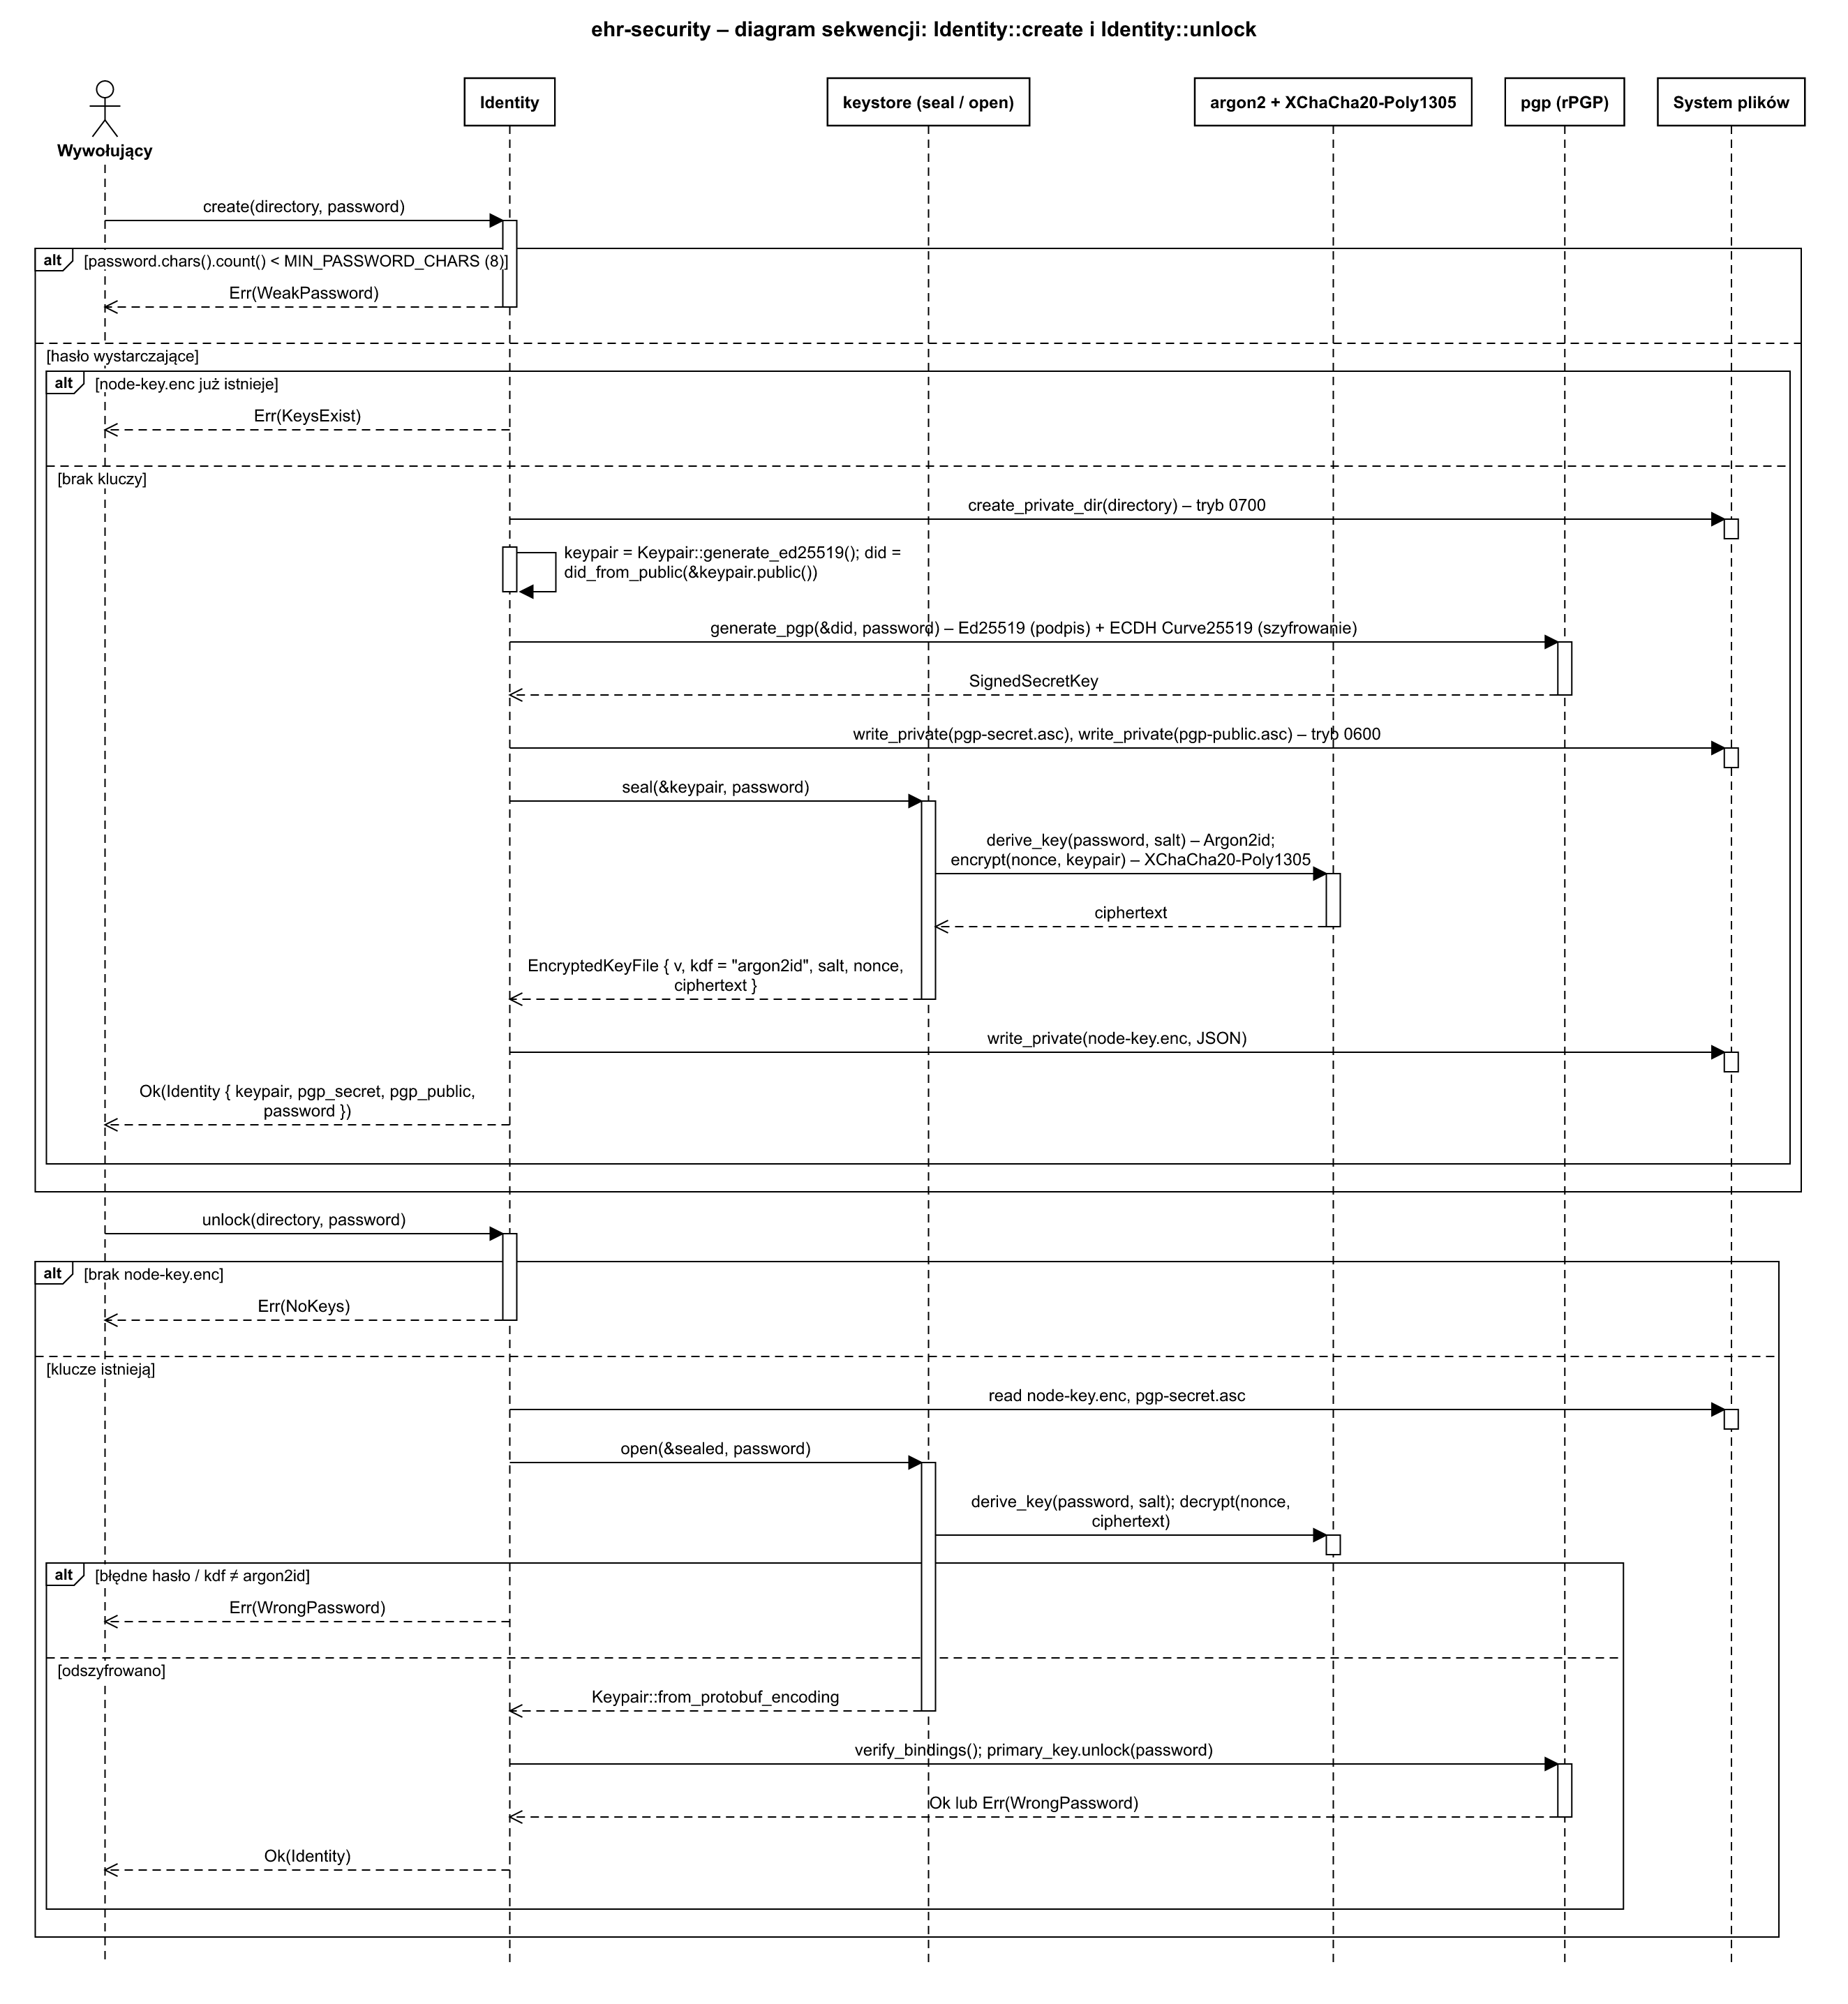 ehr-security – diagram sekwencji: Identity::create i Identity::unlock
Wywołujący
Identity
keystore (seal / open)
argon2 + XChaCha20-Poly1305
pgp (rPGP)
System plików
create(directory, password)
alt
[password.chars().count() < MIN_PASSWORD_CHARS (8)]
Err(WeakPassword)
[hasło wystarczające]
alt
[node-key.enc już istnieje]
Err(KeysExist)
[brak kluczy]
create_private_dir(directory) – tryb 0700
keypair = Keypair::generate_ed25519(); did =
did_from_public(&keypair.public())
generate_pgp(&did, password) – Ed25519 (podpis) + ECDH Curve25519 (szyfrowanie)
SignedSecretKey
write_private(pgp-secret.asc), write_private(pgp-public.asc) – tryb 0600
seal(&keypair, password)
derive_key(password, salt) – Argon2id;
encrypt(nonce, keypair) – XChaCha20-Poly1305
ciphertext
EncryptedKeyFile { v, kdf = "argon2id", salt, nonce,
ciphertext }
write_private(node-key.enc, JSON)
Ok(Identity { keypair, pgp_secret, pgp_public,
password })
unlock(directory, password)
alt
[brak node-key.enc]
Err(NoKeys)
[klucze istnieją]
read node-key.enc, pgp-secret.asc
open(&sealed, password)
derive_key(password, salt); decrypt(nonce,
ciphertext)
alt
[błędne hasło / kdf ≠ argon2id]
Err(WrongPassword)
[odszyfrowano]
Keypair::from_protobuf_encoding
verify_bindings(); primary_key.unlock(password)
Ok lub Err(WrongPassword)
Ok(Identity)